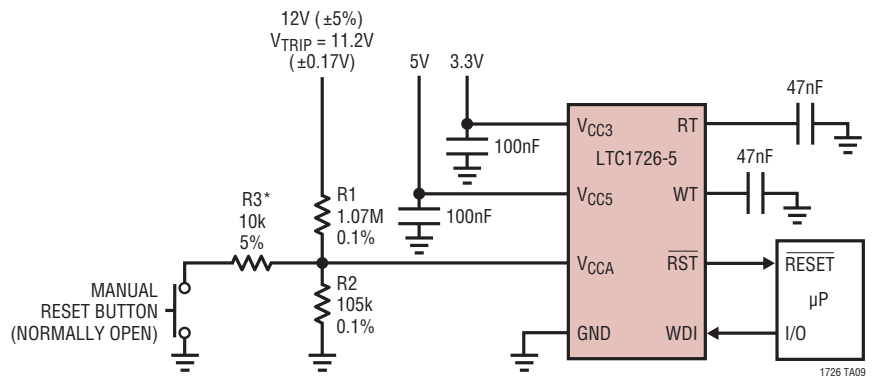 12V (±5%)
VTRIP = 11.2V
(±0.17V)
5V
3.3V
47nF
VCC3
RT
100nF
LTC1726-5
47nF
R3*
10k
5%
R1
1.07M
0.1%
VCC5
WT
100nF
VCCA
RST
RESET
MANUAL
RESET BUTTON
(NORMALLY OPEN)
R2
105k
0.1%
µP
GND
WDI
I/O
1726 TA09